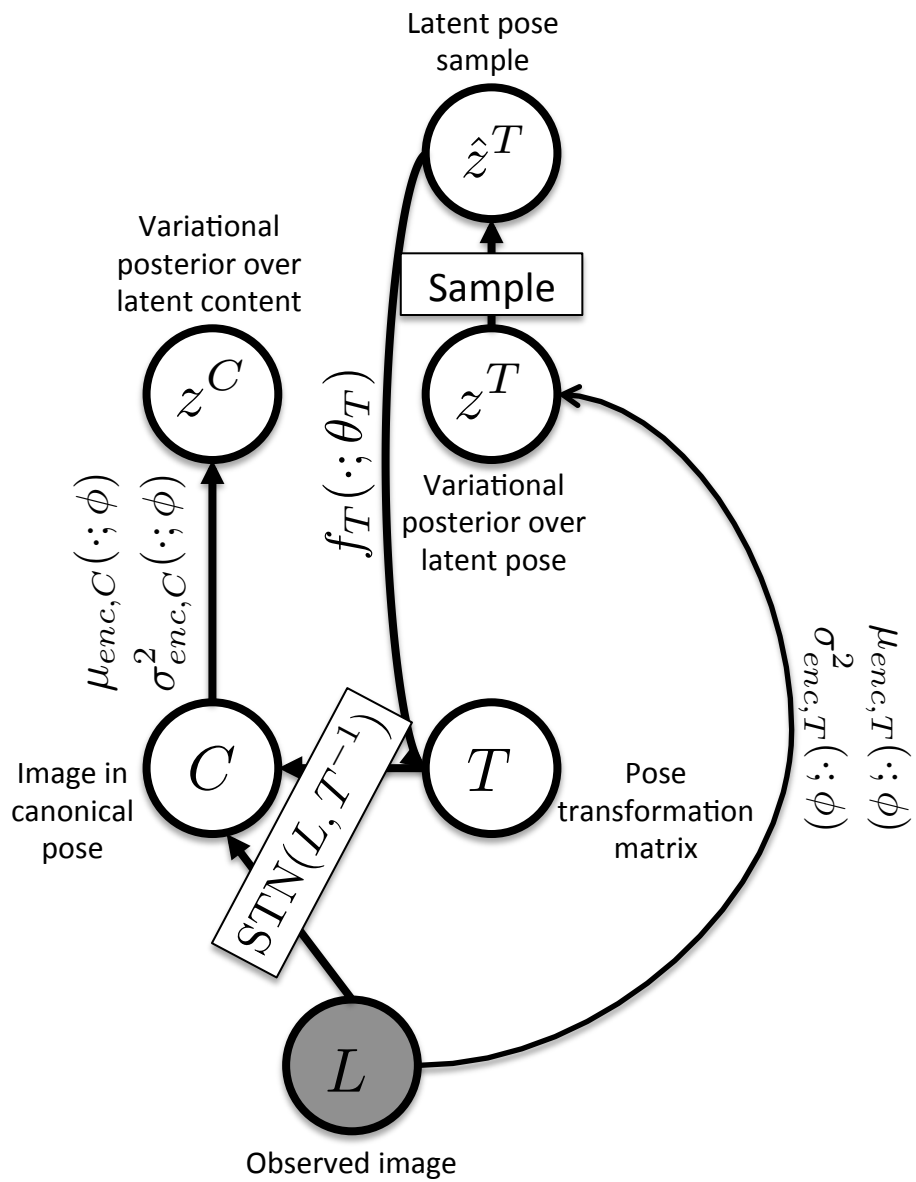 Latent pose
sample
ẑ^T
Variational
posterior over
latent content
Sample
z^C
z^T
f_T(·; θ_T)
Variational
posterior over
latent pose
μ_{enc,C}(·; ϕ)
σ²_{enc,C}(·; ϕ)
μ_{enc,T}(·; ϕ)
σ²_{enc,T}(·; ϕ)
Image in
canonical
pose
C
STN(L, T⁻¹)
T
Pose
transformation
matrix
L
Observed image